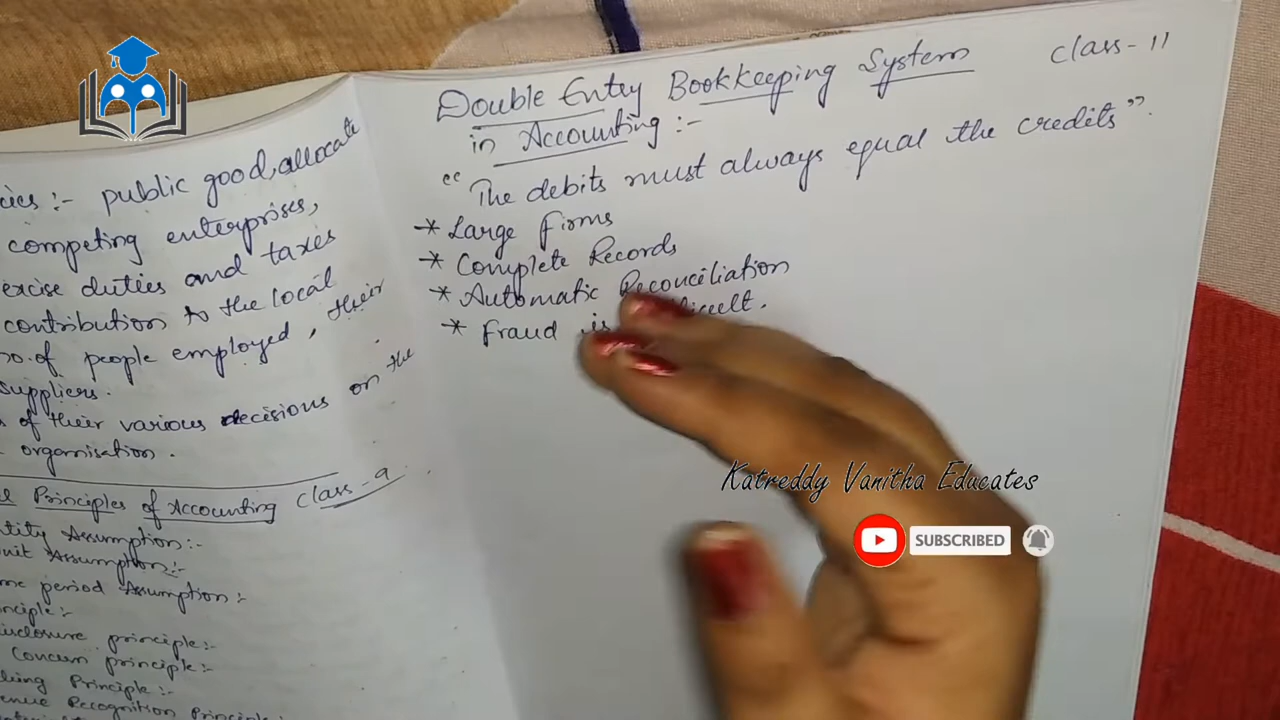 Double Entry Bookkeeping System class-11
in Accounting:-
"The debits must always equal the credits".
* Large firms
* Complete Records
* Automatic Reconciliation
* Fraud is
:- public good, allocate
competing enterprises,
excise duties and taxes
contribution to the local
no. of people employed, their
suppliers.
of their various decisions on the
organisation.
Principles of Accounting class-9
Assumption:-
Assumption:-
period Assumption:-
principle:-
Concern principle:-
Principle:-
Recognition Principle:-
Katreddy Vanitha Educates
SUBSCRIBED